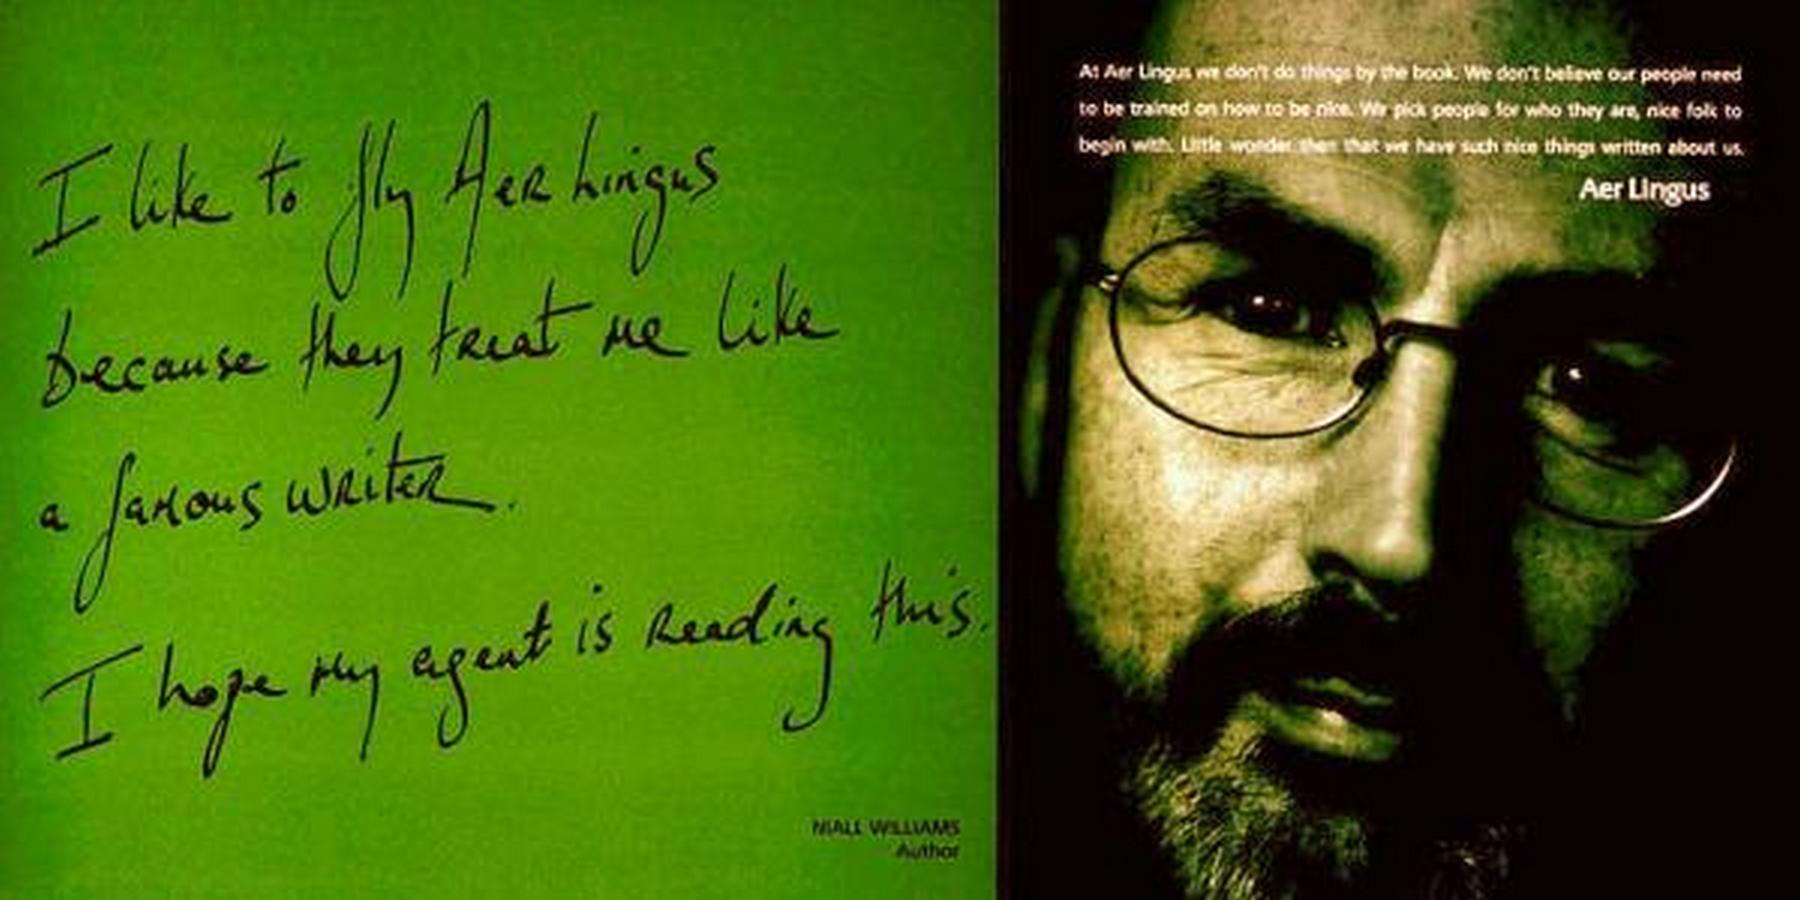 I like to fly Aer Lingus
because they treat me like
a famous writer.
I hope my agent is reading this.
NIALL WILLIAMS
Author
At Aer Lingus we don't do things by the book. We don't believe our people need
to be trained on how to be nice. We pick people for who they are, nice folk to
begin with. Little wonder then that we have such nice things written about us.
Aer Lingus